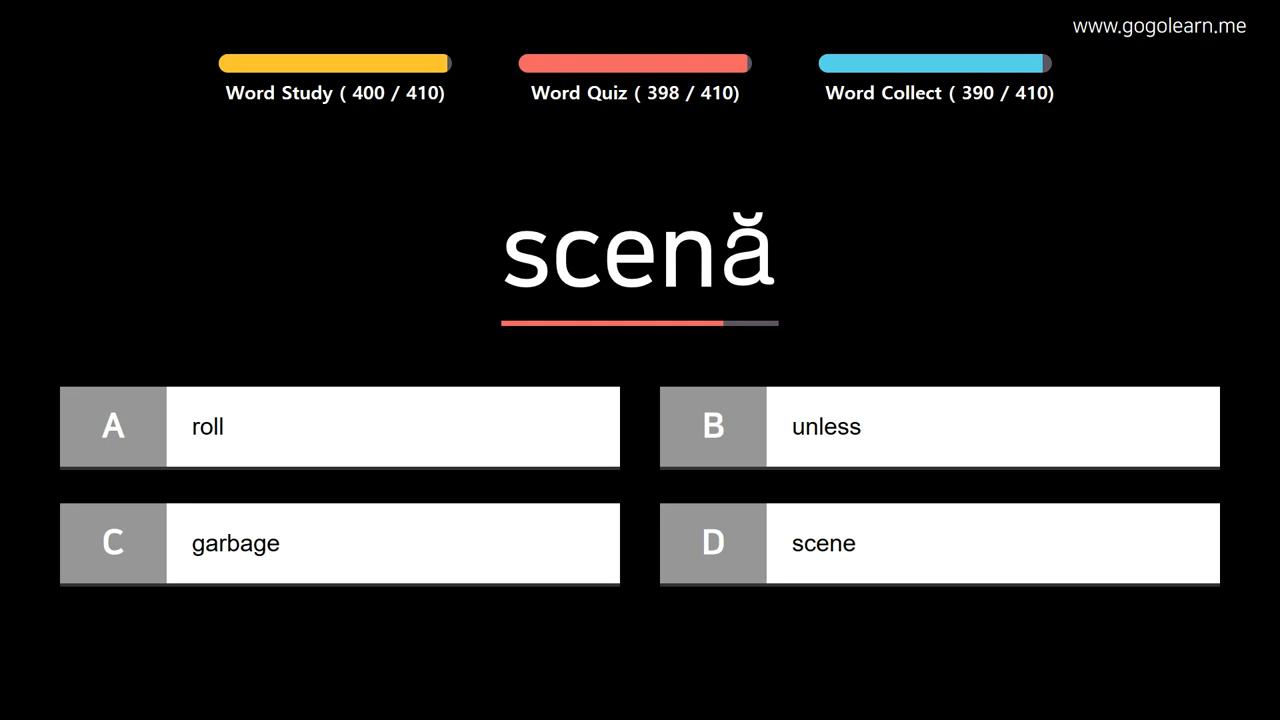 www.gogolearn.me
Word Study ( 400 / 410)
Word Quiz ( 398 / 410)
Word Collect ( 390 / 410)
scenă
A roll
B unless
C garbage
D scene